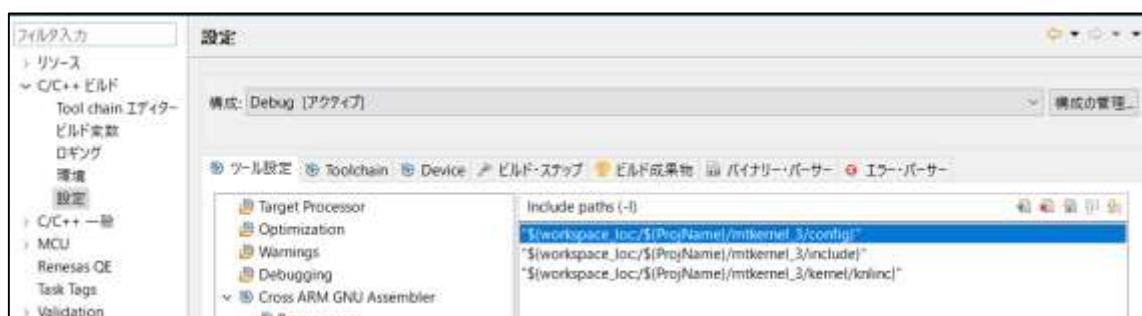 フィルタ入力
設定
リソース
C/C++ ビルド
Tool chain エディター
ビルド変数
ロギング
環境
設定
C/C++ 一般
MCU
Renesas QE
Task Tags
Validation
構成: Debug [アクティブ]
構成の管理...
ツール設定 Toolchain Device ビルド・ステップ ビルド成果物 バイナリー・パーサー エラー・パーサー
Target Processor
Optimization
Warnings
Debugging
Cross ARM GNU Assembler
Include paths (-I)
"${workspace_loc:/${ProjName}/mtkernel_3/config}"
"${workspace_loc:/${ProjName}/mtkernel_3/include}"
"${workspace_loc:/${ProjName}/mtkernel_3/kernel/knlinc}"